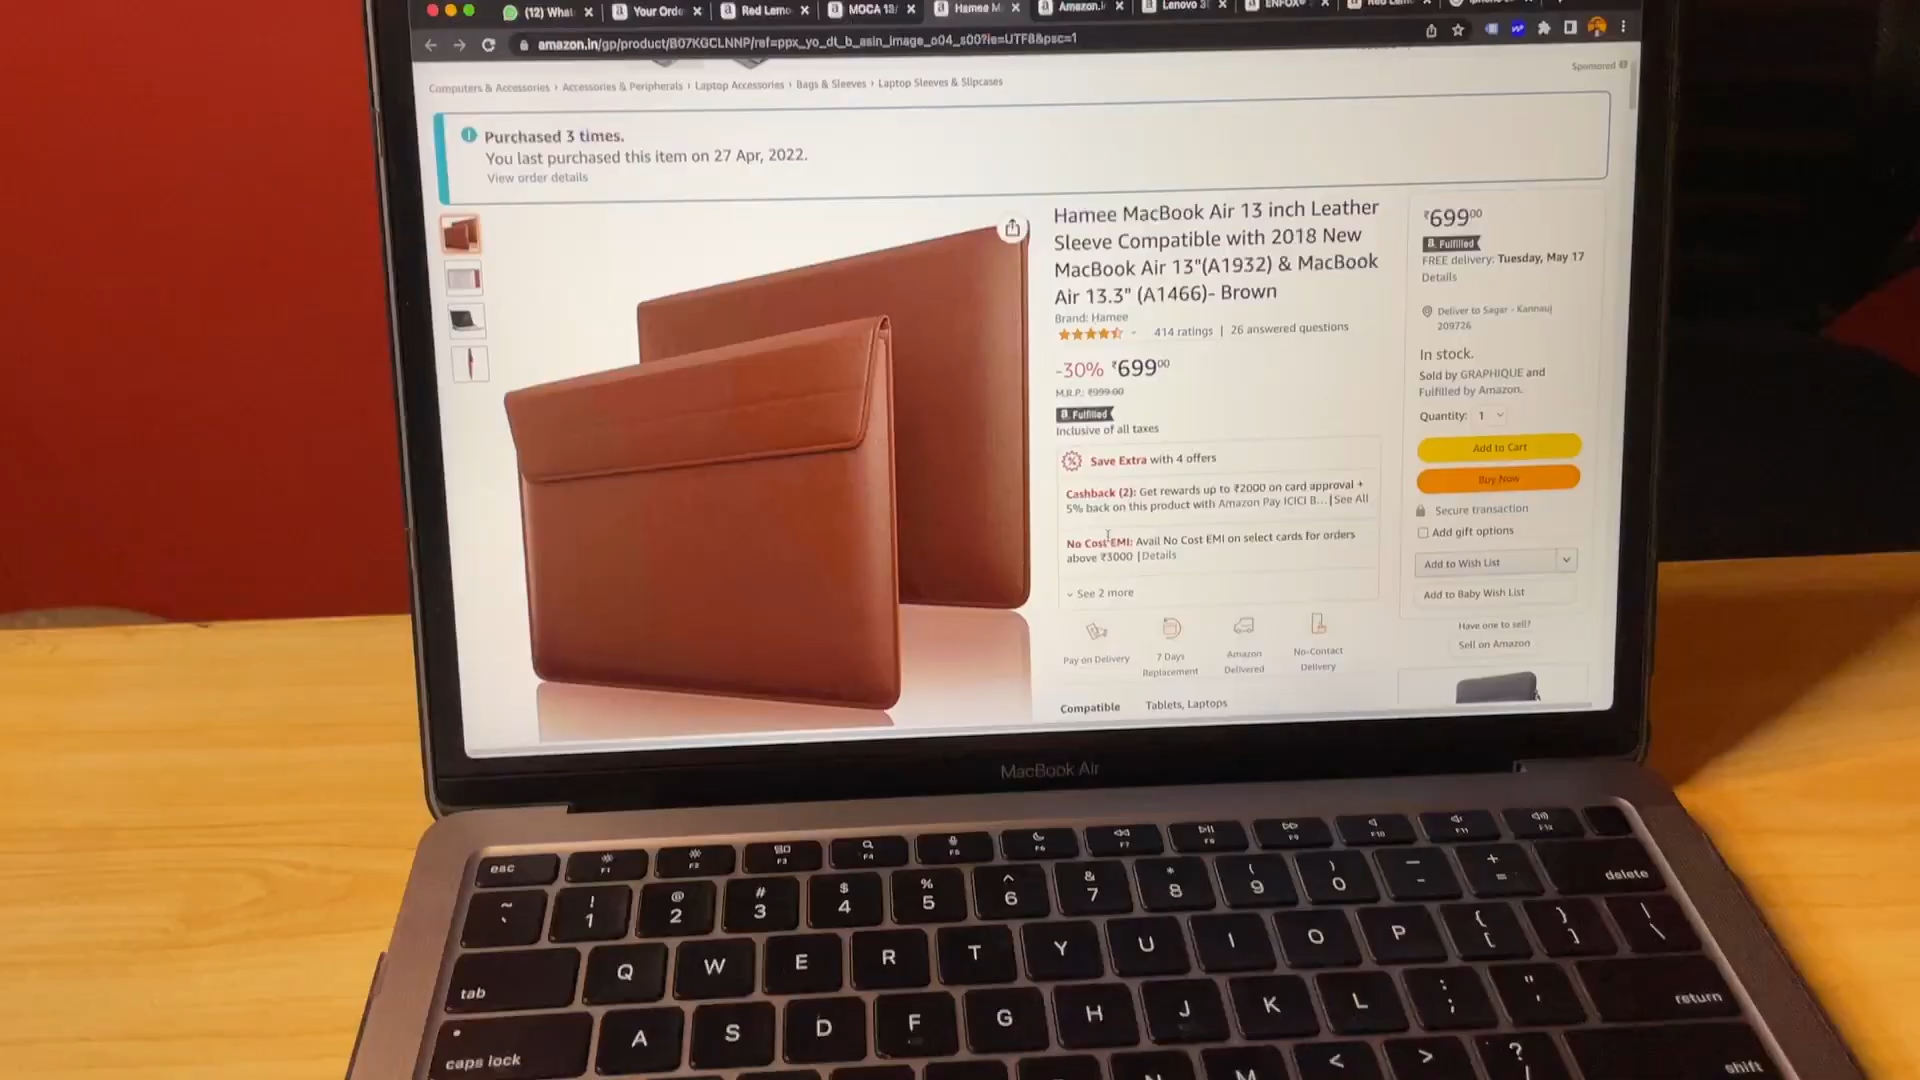 (12) What
Your Orde
Red Lemo
MOCA 13
Hamee M
Amazon.i
Lenovo 3
ENFOX®
amazon.in/gp/product/B07KGCLNNP/ref=ppx_yo_dt_b_asin_image_o04_s00?ie=UTF8&psc=1
Sponsored
Computers & Accessories › Accessories & Peripherals › Laptop Accessories › Bags & Sleeves › Laptop Sleeves & Slipcases
Purchased 3 times.
You last purchased this item on 27 Apr, 2022.
View order details
Hamee MacBook Air 13 inch Leather
Sleeve Compatible with 2018 New
MacBook Air 13"(A1932) & MacBook
Air 13.3" (A1466)- Brown
Brand: Hamee
414 ratings | 26 answered questions
-30% ₹69900
M.R.P.: ₹999.00
a Fulfilled
Inclusive of all taxes
Save Extra with 4 offers
Cashback (2): Get rewards up to ₹2000 on card approval +
5% back on this product with Amazon Pay ICICI B... | See All
No Cost EMI: Avail No Cost EMI on select cards for orders
above ₹3000 | Details
See 2 more
Pay on Delivery
7 Days
Replacement
Amazon
Delivered
No-Contact
Delivery
Compatible Tablets, Laptops
₹69900
a Fulfilled
FREE delivery: Tuesday, May 17
Details
Deliver to Sagar - Kannauj
209726
In stock.
Sold by GRAPHIQUE and
Fulfilled by Amazon.
Quantity: 1
Add to Cart
Buy Now
Secure transaction
Add gift options
Add to Wish List
Add to Baby Wish List
Have one to sell?
Sell on Amazon
MacBook Air
esc F1 F2 F3 F4 F5 F6 F7 F8 F9 F10 F11 F12
~ ! @ # $ % ^ & * ( ) — +
` 1 2 3 4 5 6 7 8 9 0 - = delete
tab Q W E R T Y U I O P { [ } ] | \
caps lock A S D F G H J K L : ; " ' return
N M < > ? / shift